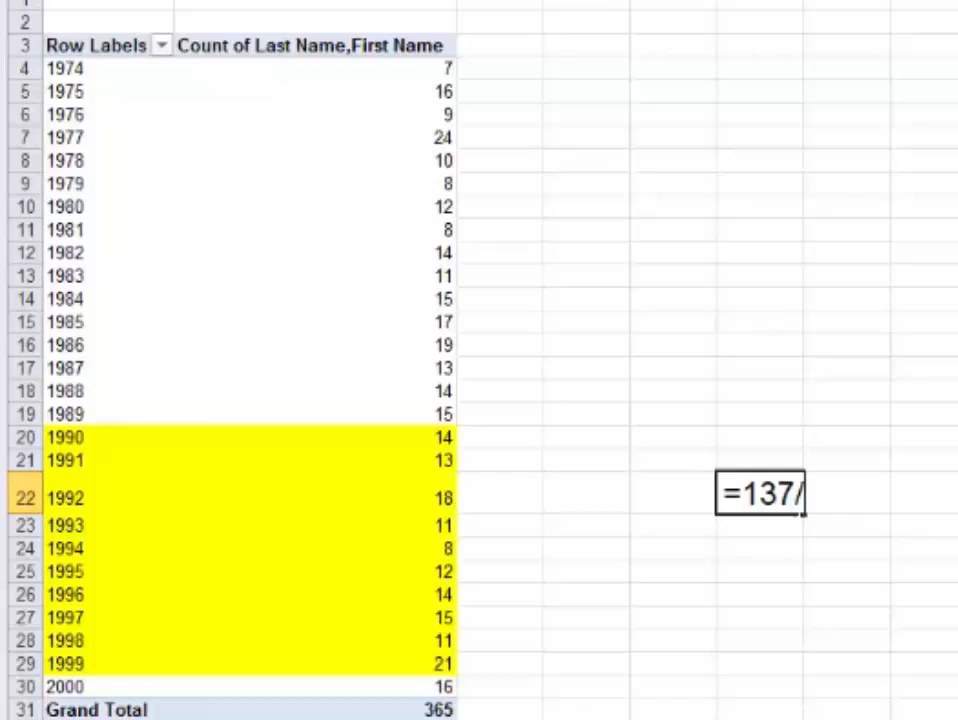 1
2
3 Row Labels Count of Last Name,First Name
4 1974 7
5 1975 16
6 1976 9
7 1977 24
8 1978 10
9 1979 8
10 1980 12
11 1981 8
12 1982 14
13 1983 11
14 1984 15
15 1985 17
16 1986 19
17 1987 13
18 1988 14
19 1989 15
20 1990 14
21 1991 13
22 1992 18 =137/
23 1993 11
24 1994 8
25 1995 12
26 1996 14
27 1997 15
28 1998 11
29 1999 21
30 2000 16
31 Grand Total 365